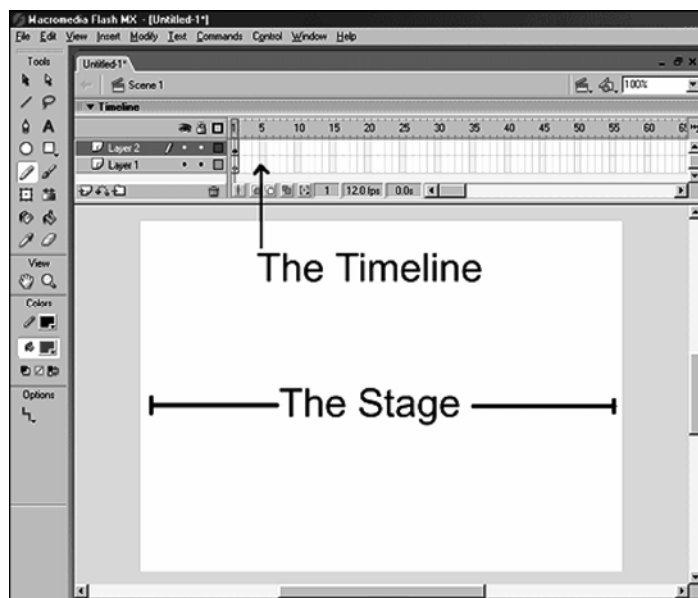 Macromedia Flash MX - [Untitled-1*]
File Edit View Insert Modify Text Commands Control Window Help
Tools
Untitled-1*
Scene 1
100%
Timeline
1 5 10 15 20 25 30 35 40 45 50 55 60 65
Layer 2
Layer 1
1 12.0 fps 0.0s
View
Colors
Options
The Timeline
The Stage